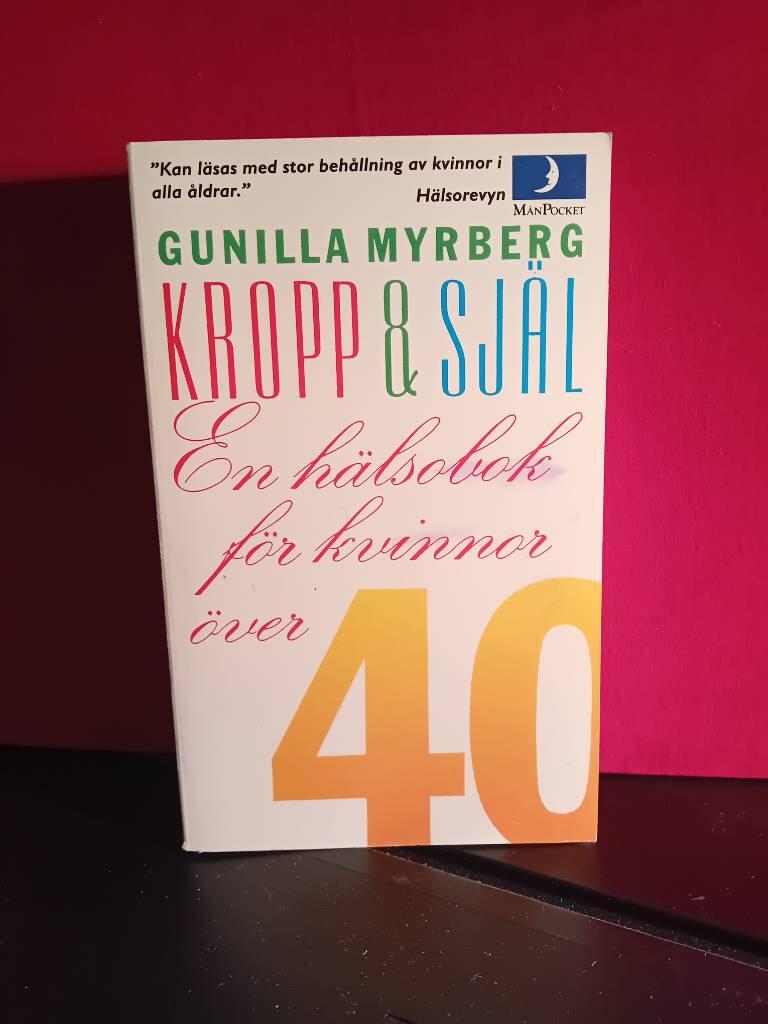 ”Kan läsas med stor behållning av kvinnor i
alla åldrar.”
Hälsorevyn
MånPocket
GUNILLA MYRBERG
KROPP & SJÄL
En hälsobok
för kvinnor
över 40